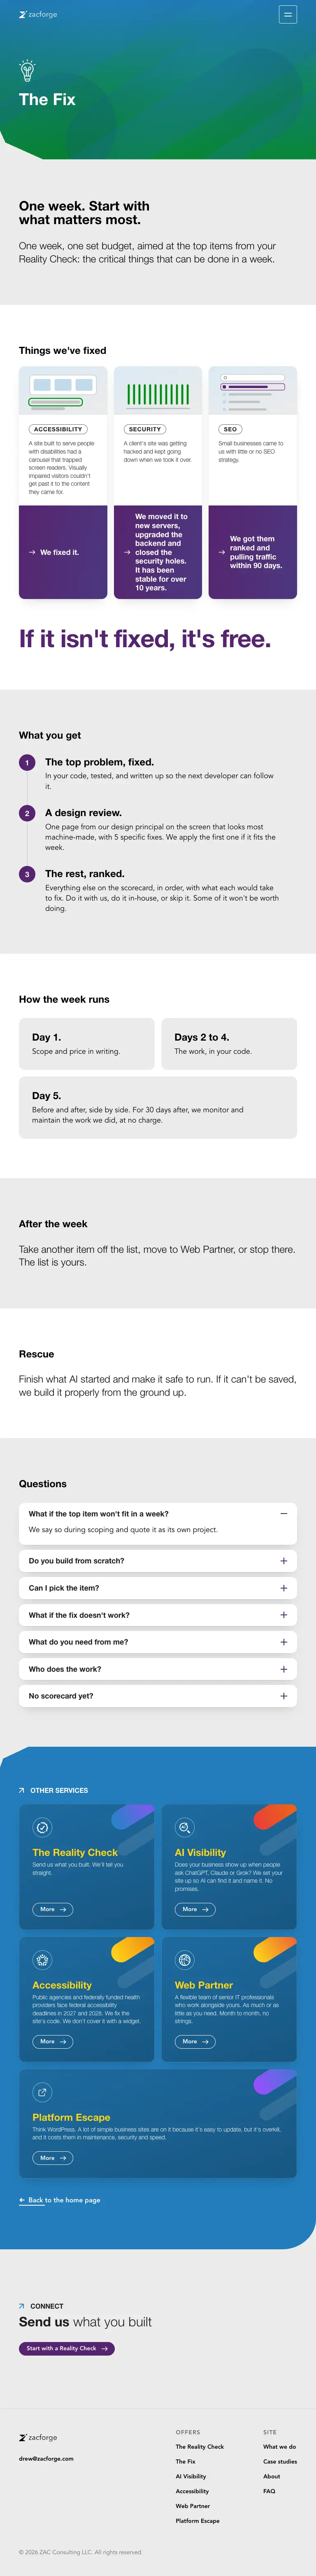 zacforge
The Fix
One week. Start with
what matters most.
One week, one set budget, aimed at the top items from your
Reality Check: the critical things that can be done in a week.
Things we've fixed
ACCESSIBILITY
A site built to serve people
with disabilities had a
carousel that trapped
screen readers. Visually
impaired visitors couldn't
get past it to the content
they came for.
→ We fixed it.
SECURITY
A client's site was getting
hacked and kept going
down when we took it over.
→ We moved it to
new servers,
upgraded the
backend and
closed the
security holes.
It has been
stable for over
10 years.
SEO
Small businesses came to
us with little or no SEO
strategy.
→ We got them
ranked and
pulling traffic
within 90 days.
If it isn't fixed, it's free.
What you get
1
The top problem, fixed.
In your code, tested, and written up so the next developer can follow
it.
2
A design review.
One page from our design principal on the screen that looks most
machine-made, with 5 specific fixes. We apply the first one if it fits the
week.
3
The rest, ranked.
Everything else on the scorecard, in order, with what each would take
to fix. Do it with us, do it in-house, or skip it. Some of it won't be worth
doing.
How the week runs
Day 1.
Scope and price in writing.
Days 2 to 4.
The work, in your code.
Day 5.
Before and after, side by side. For 30 days after, we monitor and
maintain the work we did, at no charge.
After the week
Take another item off the list, move to Web Partner, or stop there.
The list is yours.
Rescue
Finish what AI started and make it safe to run. If it can't be saved,
we build it properly from the ground up.
Questions
What if the top item won't fit in a week?
We say so during scoping and quote it as its own project.
Do you build from scratch?
Can I pick the item?
What if the fix doesn't work?
What do you need from me?
Who does the work?
No scorecard yet?
OTHER SERVICES
The Reality Check
Send us what you built. We'll tell you
straight.
More →
AI Visibility
Does your business show up when people
ask ChatGPT, Claude or Grok? We set your
site up so AI can find it and name it. No
promises.
More →
Accessibility
Public agencies and federally funded health
providers face federal accessibility
deadlines in 2027 and 2028. We fix the
site's code. We don't cover it with a widget.
More →
Web Partner
A flexible team of senior IT professionals
who work alongside yours. As much or as
little as you need. Month to month, no
strings.
More →
Platform Escape
Think WordPress. A lot of simple business sites are on it because it's easy to update, but it's overkill,
and it costs them in maintenance, security and speed.
More →
← Back to the home page
CONNECT
Send us what you built
Start with a Reality Check →
zacforge
drew@zacforge.com
OFFERS
The Reality Check
The Fix
AI Visibility
Accessibility
Web Partner
Platform Escape
SITE
What we do
Case studies
About
FAQ
© 2026 ZAC Consulting LLC. All rights reserved.